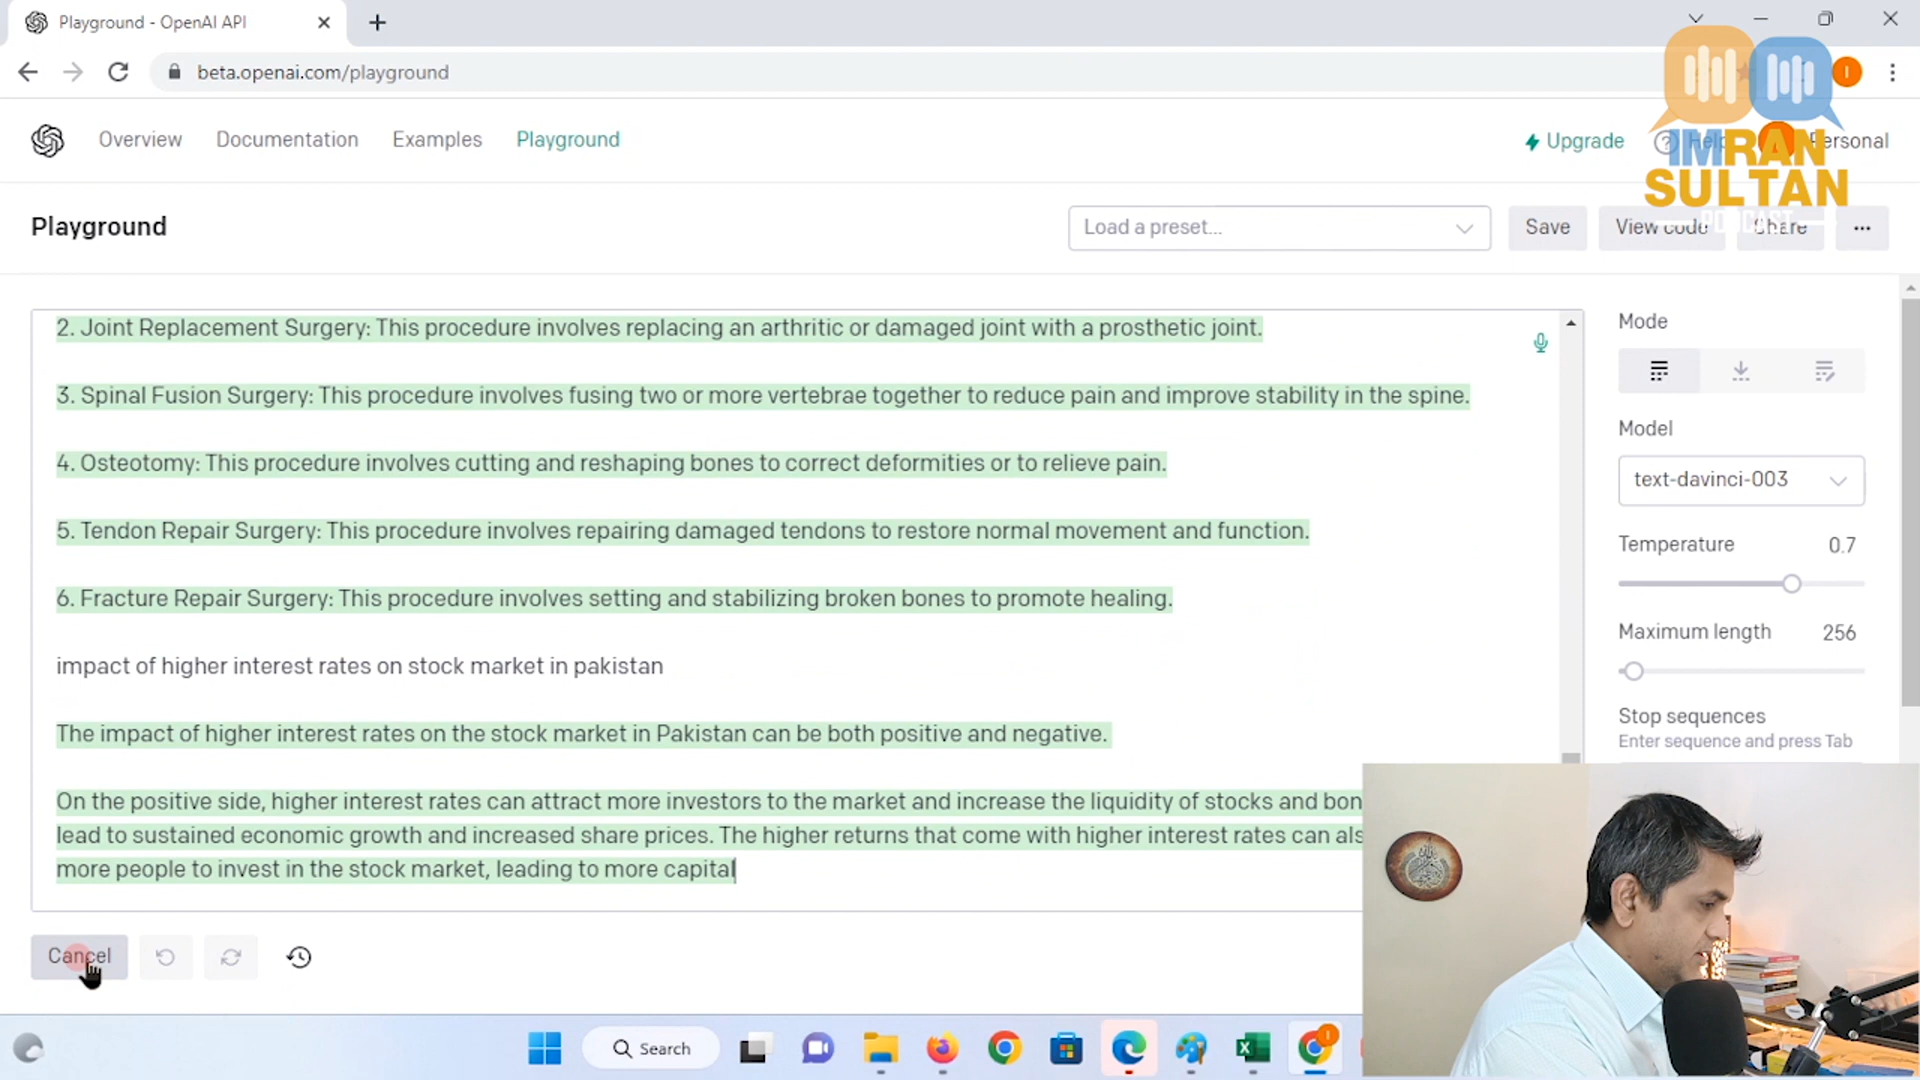 Playground - OpenAI API
beta.openai.com/playground
I
Overview Documentation Examples Playground
Upgrade
Help
Personal
IMRAN
SULTAN
PODCAST
Playground
Load a preset...
Save
View code
Share
2. Joint Replacement Surgery: This procedure involves replacing an arthritic or damaged joint with a prosthetic joint.
3. Spinal Fusion Surgery: This procedure involves fusing two or more vertebrae together to reduce pain and improve stability in the spine.
4. Osteotomy: This procedure involves cutting and reshaping bones to correct deformities or to relieve pain.
5. Tendon Repair Surgery: This procedure involves repairing damaged tendons to restore normal movement and function.
6. Fracture Repair Surgery: This procedure involves setting and stabilizing broken bones to promote healing.
impact of higher interest rates on stock market in pakistan
The impact of higher interest rates on the stock market in Pakistan can be both positive and negative.
On the positive side, higher interest rates can attract more investors to the market and increase the liquidity of stocks and bon
lead to sustained economic growth and increased share prices. The higher returns that come with higher interest rates can als
more people to invest in the stock market, leading to more capital
Mode
Model
text-davinci-003
Temperature 0.7
Maximum length 256
Stop sequences
Enter sequence and press Tab
Cancel
Search